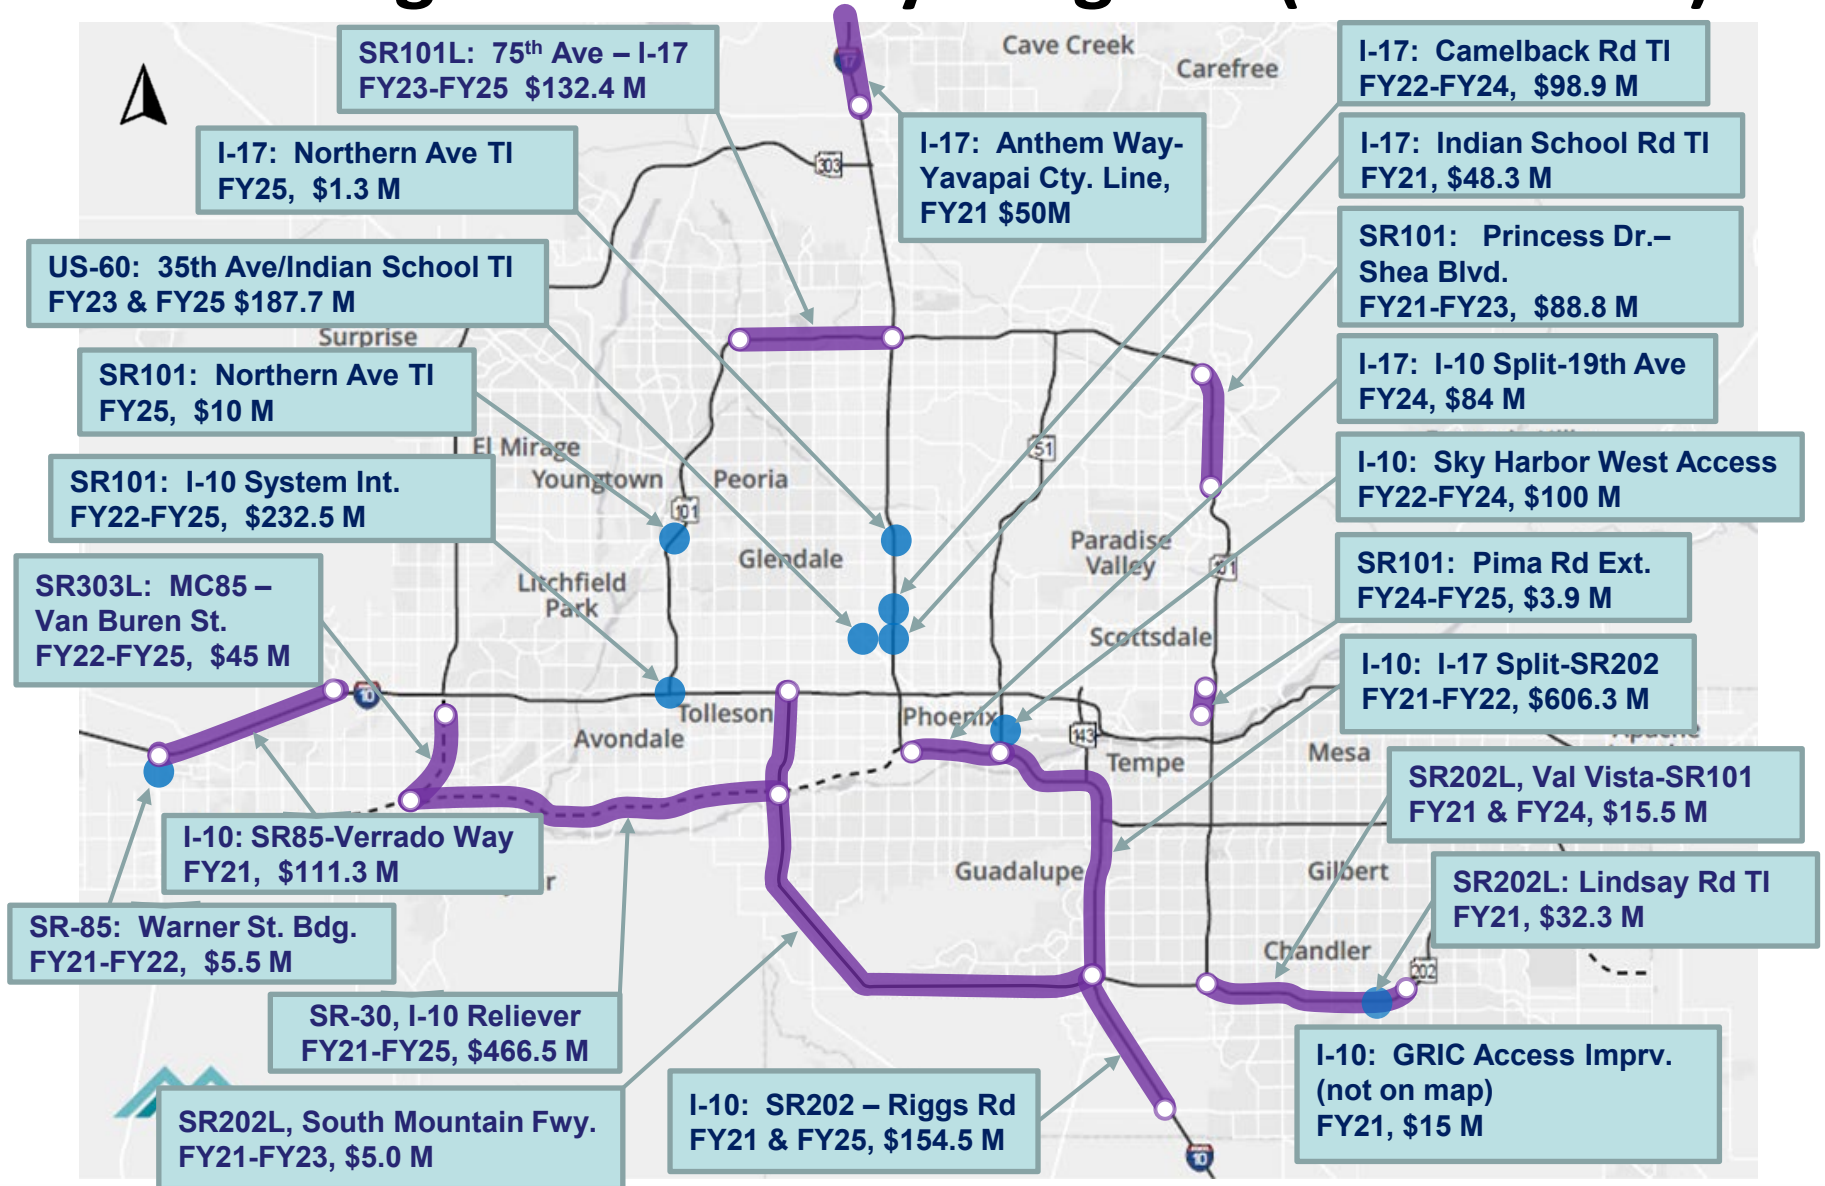 SR101L: 75th Ave – I-17
FY23-FY25 $132.4 M
I-17: Northern Ave TI
FY25, $1.3 M
US-60: 35th Ave/Indian School TI
FY23 & FY25 $187.7 M
SR101: Northern Ave TI
FY25, $10 M
SR101: I-10 System Int.
FY22-FY25, $232.5 M
SR303L: MC85 –
Van Buren St.
FY22-FY25, $45 M
I-10: SR85-Verrado Way
FY21, $111.3 M
SR-85: Warner St. Bdg.
FY21-FY22, $5.5 M
SR-30, I-10 Reliever
FY21-FY25, $466.5 M
SR202L, South Mountain Fwy.
FY21-FY23, $5.0 M
I-10: SR202 – Riggs Rd
FY21 & FY25, $154.5 M
I-17: Anthem Way-
Yavapai Cty. Line,
FY21 $50M
I-17: Camelback Rd TI
FY22-FY24, $98.9 M
I-17: Indian School Rd TI
FY21, $48.3 M
SR101: Princess Dr.–
Shea Blvd.
FY21-FY23, $88.8 M
I-17: I-10 Split-19th Ave
FY24, $84 M
I-10: Sky Harbor West Access
FY22-FY24, $100 M
SR101: Pima Rd Ext.
FY24-FY25, $3.9 M
I-10: I-17 Split-SR202
FY21-FY22, $606.3 M
SR202L, Val Vista-SR101
FY21 & FY24, $15.5 M
SR202L: Lindsay Rd TI
FY21, $32.3 M
I-10: GRIC Access Imprv.
(not on map)
FY21, $15 M
Cave Creek
Carefree
17
303
Surprise
El Mirage
Youngtown
Peoria
51
101
Glendale
Paradise
Valley
101
Litchfield
Park
Scottsdale
10
Tolleson
Phoenix
Avondale
143
Tempe
Mesa
Guadalupe
Gilbert
Chandler
202
10